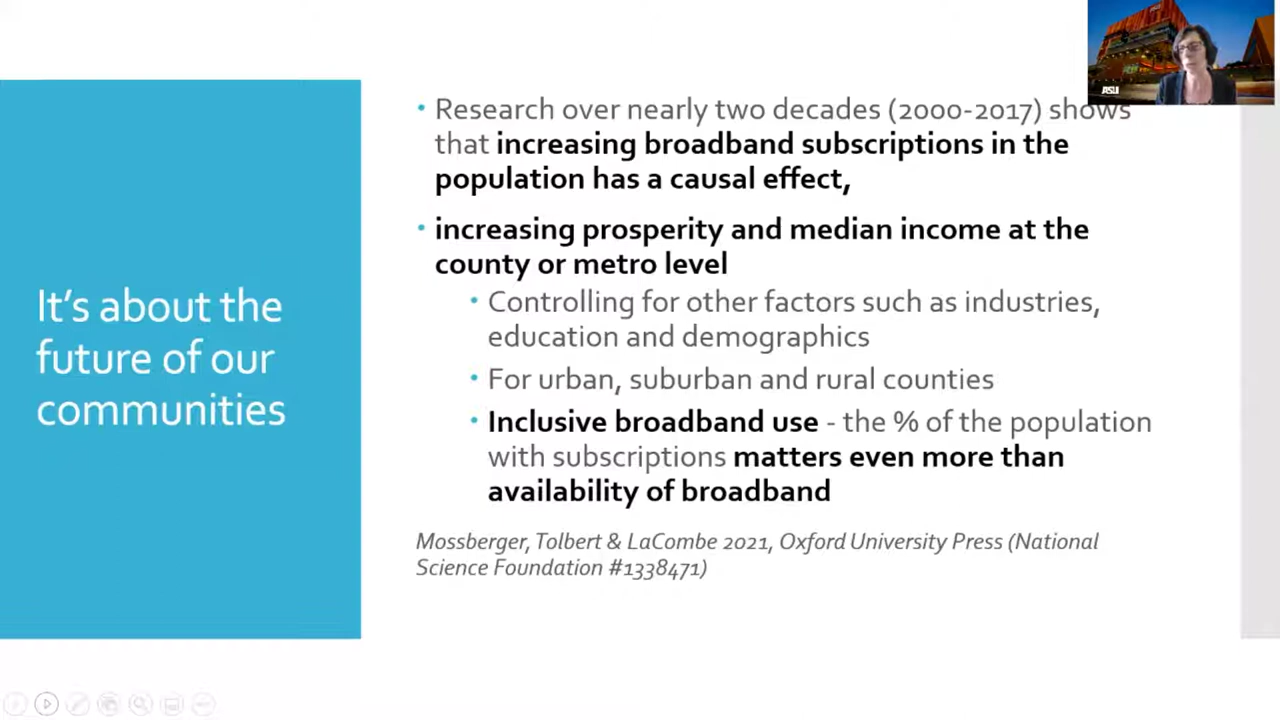 It's about the
future of our
communities
• Research over nearly two decades (2000-2017) shows
that increasing broadband subscriptions in the
population has a causal effect,
• increasing prosperity and median income at the
county or metro level
• Controlling for other factors such as industries,
education and demographics
• For urban, suburban and rural counties
• Inclusive broadband use - the % of the population
with subscriptions matters even more than
availability of broadband
Mossberger, Tolbert & LaCombe 2021, Oxford University Press (National
Science Foundation #1338471)
ASU